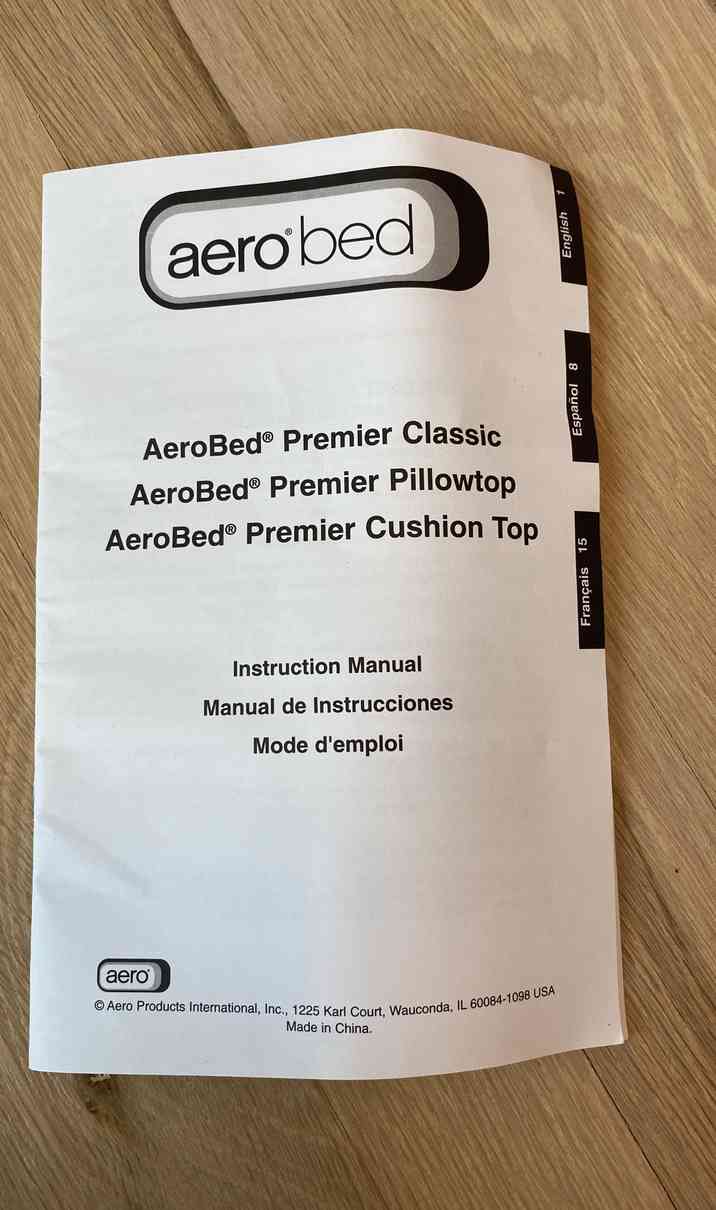 aero® bed
English 1
Español 8
Français 15
AeroBed® Premier Classic
AeroBed® Premier Pillowtop
AeroBed® Premier Cushion Top
Instruction Manual
Manual de Instrucciones
Mode d'emploi
aero®
© Aero Products International, Inc., 1225 Karl Court, Wauconda, IL 60084-1098 USA
Made in China.